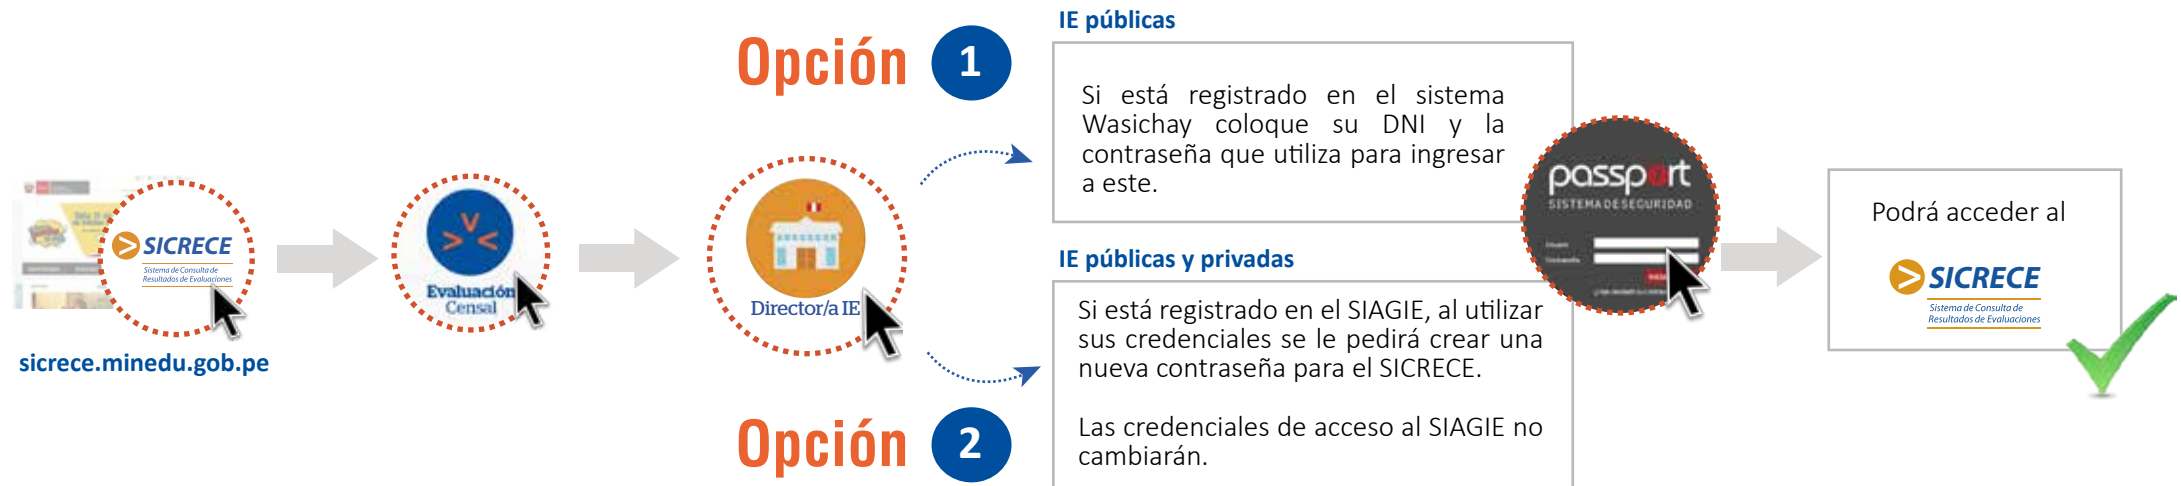 SICRECE
Sistema de Consulta de
Resultados de Evaluaciones
sicrece.minedu.gob.pe
Evaluación
Censal
Director/a IE
Opción 1
IE públicas
Si está registrado en el sistema
Wasichay coloque su DNI y la
contraseña que utiliza para ingresar
a este.
Opción 2
IE públicas y privadas
Si está registrado en el SIAGIE, al utilizar
sus credenciales se le pedirá crear una
nueva contraseña para el SICRECE.
Las credenciales de acceso al SIAGIE no
cambiarán.
passport
SISTEMA DE SEGURIDAD
Podrá acceder al
SICRECE
Sistema de Consulta de
Resultados de Evaluaciones